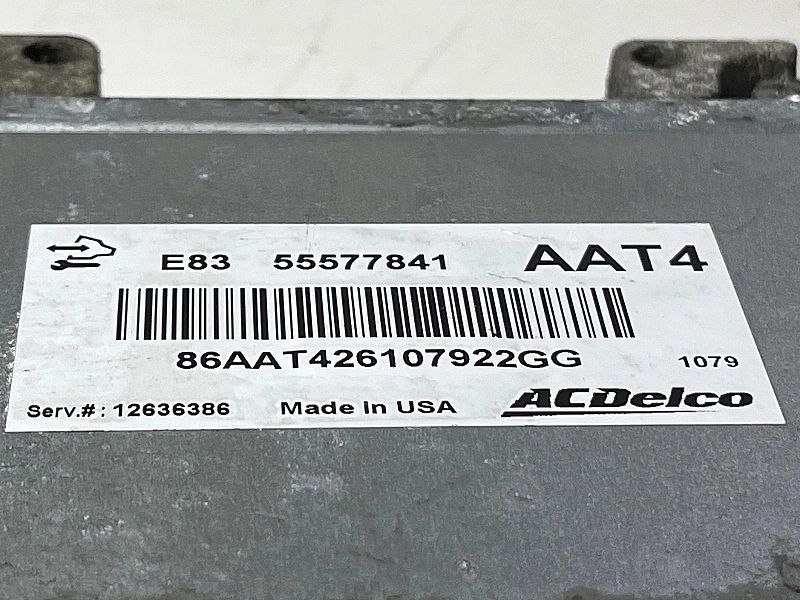 E83 55577841 AAT4
86AAT426107922GG 1079
Serv.#: 12636386 Made In USA ACDelco